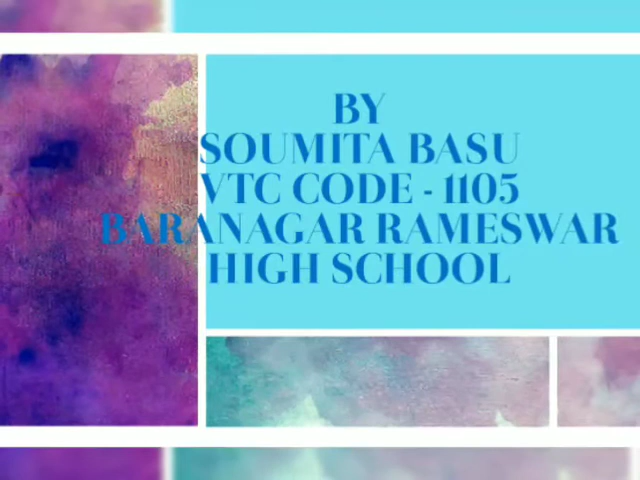 BY
SOUMITA BASU
VTC CODE - 1105
BARANAGAR RAMESWAR
HIGH SCHOOL